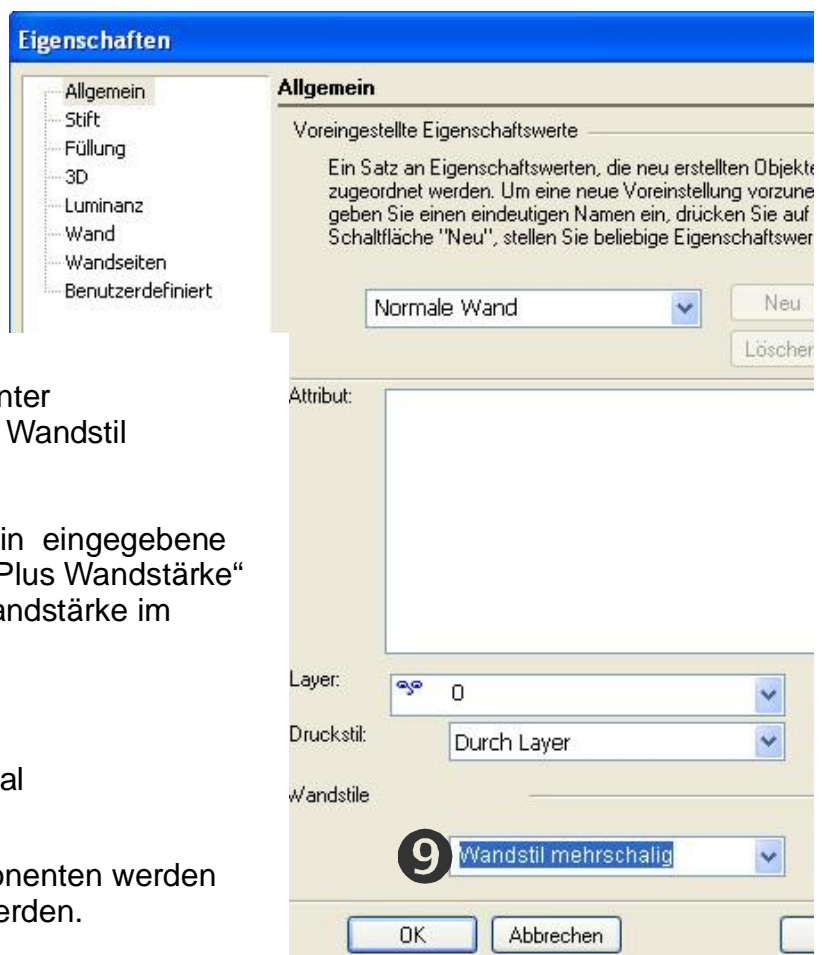 Eigenschaften
Allgemein
Stift
Füllung
3D
Luminanz
Wand
Wandseiten
Benutzerdefiniert
Allgemein
Voreingestellte Eigenschaftswerte
Ein Satz an Eigenschaftswerten, die neu erstellten Objekte
zugeordnet werden. Um eine neue Voreinstellung vorzune
geben Sie einen eindeutigen Namen ein, drücken Sie auf
Schaltfläche "Neu", stellen Sie beliebige Eigenschaftswer
Normale Wand
Neu
Löschen
Attribut:
Layer:
0
Druckstil:
Durch Layer
Wandstile
9 Wandstil mehrschalig
OK
Abbrechen
nter
Wandstil
in eingegebene
Plus Wandstärke“
andstärke im
al
onenten werden
erden.